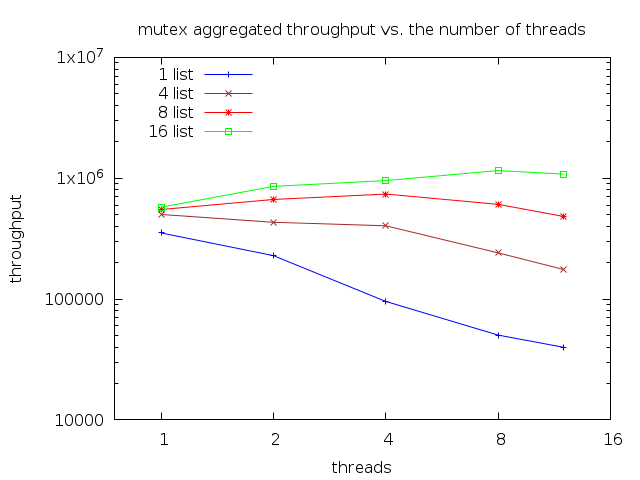 mutex aggregated throughput vs. the number of threads
1x10^7
1 list
4 list
8 list
16 list
1x10^6
throughput
100000
10000
1 2 4 8 16
threads